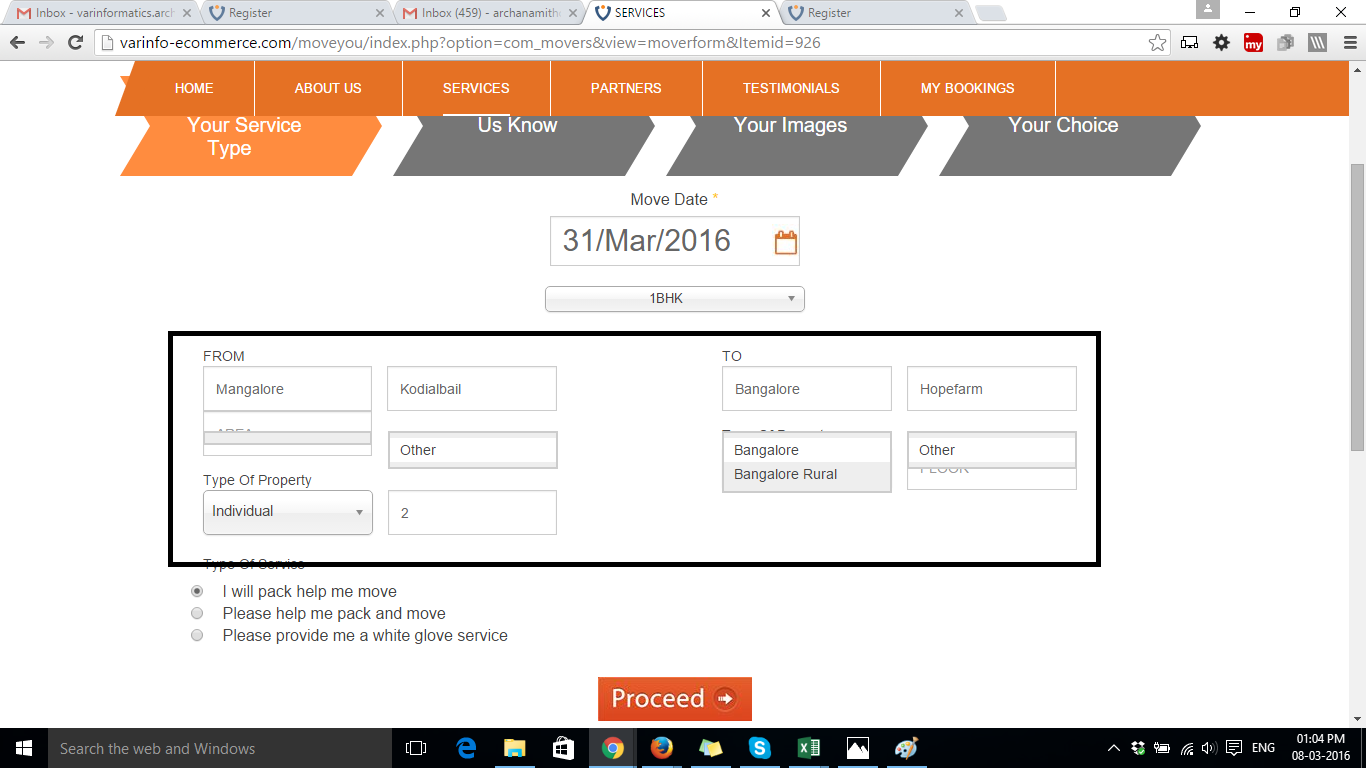 Inbox - varinformatics.arch
Register
Inbox (459) - archanamithe
SERVICES
Register
varinfo-ecommerce.com/moveyou/index.php?option=com_movers&view=moverform&Itemid=926
my
HOME
ABOUT US
SERVICES
PARTNERS
TESTIMONIALS
MY BOOKINGS
Your Service
Type
Us Know
Your Images
Your Choice
Move Date *
31/Mar/2016
1BHK
FROM
TO
Mangalore
Kodialbail
Bangalore
Hopefarm
AREA
Other
Bangalore
Other
Bangalore Rural
FLOOR
Type Of Property
Individual
2
Type Of Service
I will pack help me move
Please help me pack and move
Please provide me a white glove service
Proceed
Search the web and Windows
ENG
01:04 PM
08-03-2016